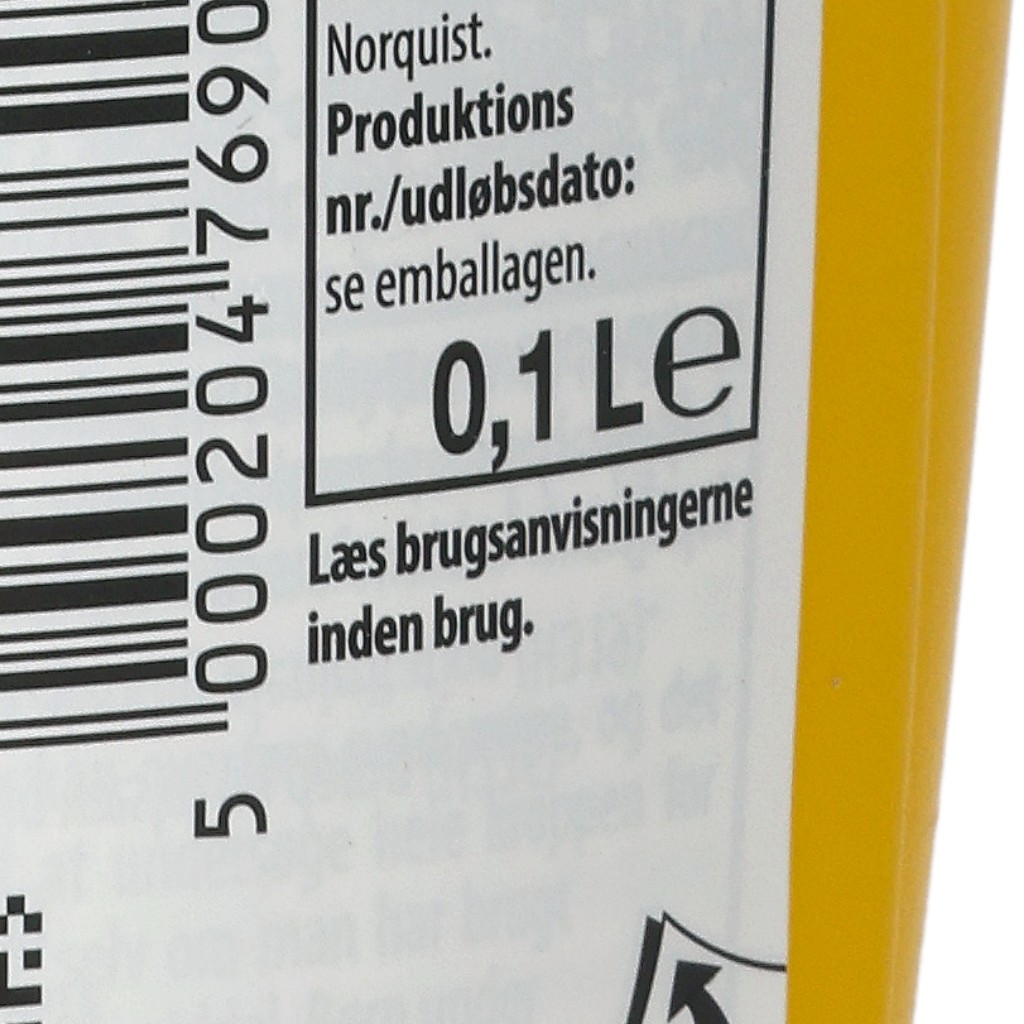 Norquist.
Produktions
nr./udløbsdato:
se emballagen.
0,1 L e
Læs brugsanvisningerne
inden brug.
5 000204 7690